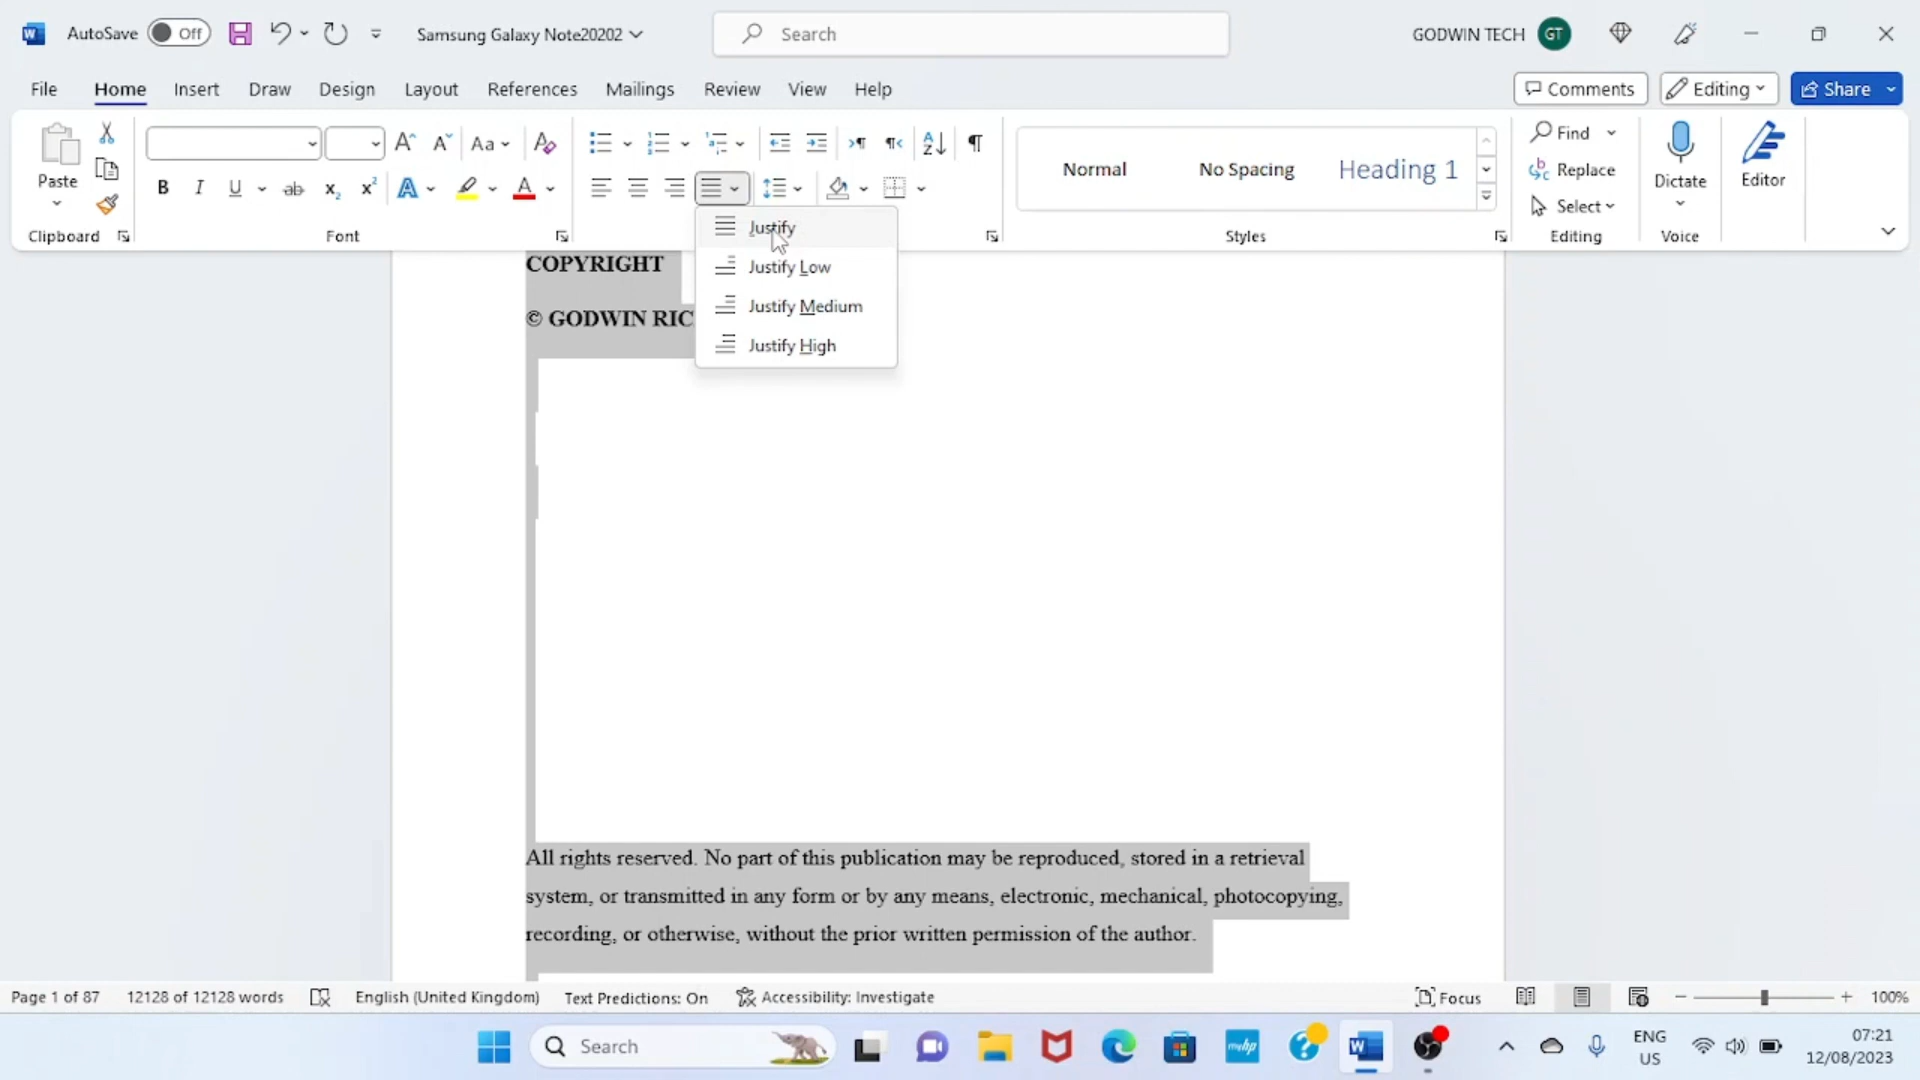 AutoSave Off Samsung Galaxy Note20202 Search GODWIN TECH GT
File Home Insert Draw Design Layout References Mailings Review View Help Comments Editing Share
Paste
Clipboard
Font
Normal No Spacing Heading 1
Styles
Find
Replace
Select
Editing
Dictate
Voice
Editor
Justify
Justify Low
Justify Medium
Justify High
COPYRIGHT
© GODWIN RIC
All rights reserved. No part of this publication may be reproduced, stored in a retrieval
system, or transmitted in any form or by any means, electronic, mechanical, photocopying,
recording, or otherwise, without the prior written permission of the author.
Page 1 of 87 12128 of 12128 words English (United Kingdom) Text Predictions: On Accessibility: Investigate Focus 100%
Search
myhp
ENG
US
07:21
12/08/2023